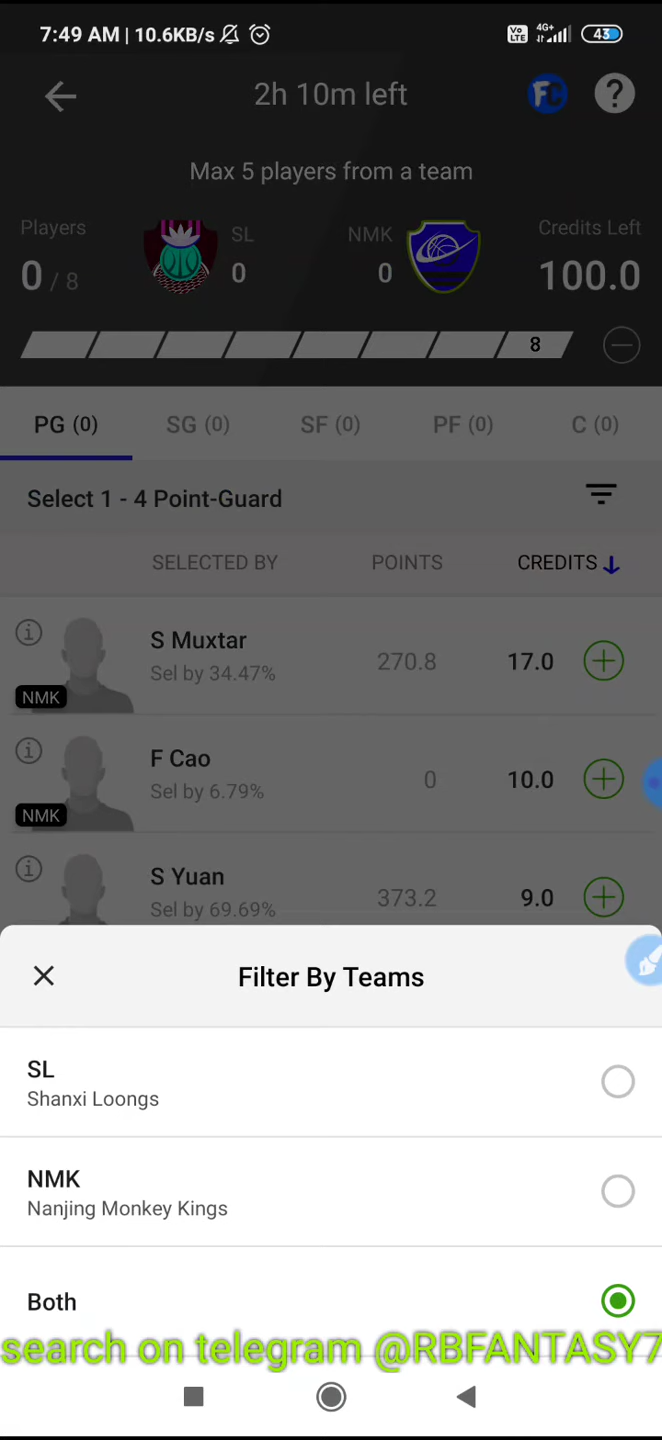 7:49 AM | 10.6KB/s Vo LTE 4G+ 43
2h 10m left FC ?
Max 5 players from a team
Players SL NMK Credits Left
0 / 8 0 0 100.0
8
PG (0) SG (0) SF (0) PF (0) C (0)
Select 1 - 4 Point-Guard
SELECTED BY POINTS CREDITS
S Muxtar
Sel by 34.47% 270.8 17.0
NMK
F Cao
Sel by 6.79% 0 10.0
NMK
S Yuan
Sel by 69.69% 373.2 9.0
Filter By Teams
SL
Shanxi Loongs
NMK
Nanjing Monkey Kings
Both
search on telegram @RBFANTASY7